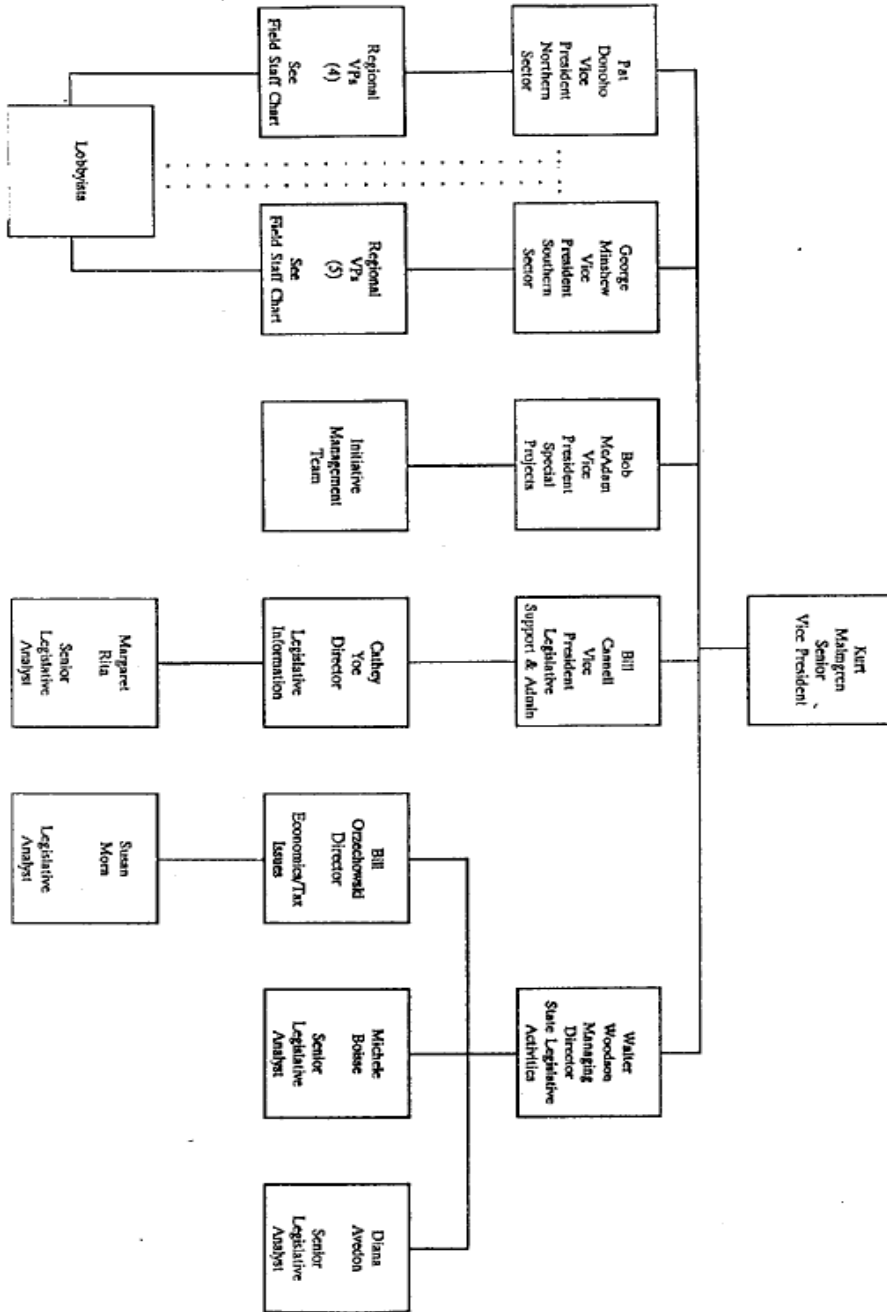 Kurt
Malmgren
Senior
Vice President
Pat
Donoho
Vice
President
Northern
Sector
George
Minshew
Vice
President
Southern
Sector
Bob
McAdam
Vice
President
Special
Projects
Bill
Cannell
Vice
President
Legislative
Support & Admin
Walter
Woodson
Managing
Director
State Legislative
Activities
Regional
VPs
(4)
See
Field Staff Chart
Regional
VPs
(5)
See
Field Staff Chart
Initiative
Management
Team
Cathey
Yoe
Director
Legislative
Information
Bill
Orzechowski
Director
Economics/Tax
Issues
Michele
Boisse
Senior
Legislative
Analyst
Diana
Avedon
Senior
Legislative
Analyst
Lobbyists
Margaret
Rita
Senior
Legislative
Analyst
Susan
Morn
Legislative
Analyst